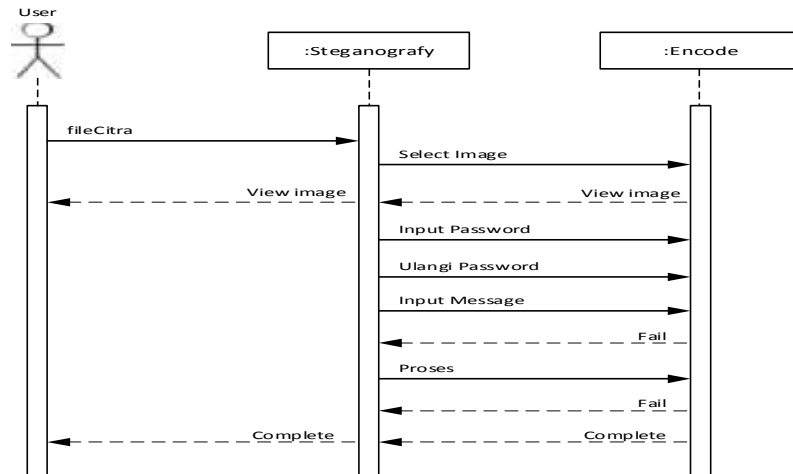 User
:Steganografy
:Encode
fileCitra
Select Image
View image
View image
Input Password
Ulangi Password
Input Message
Fail
Proses
Fail
Complete
Complete